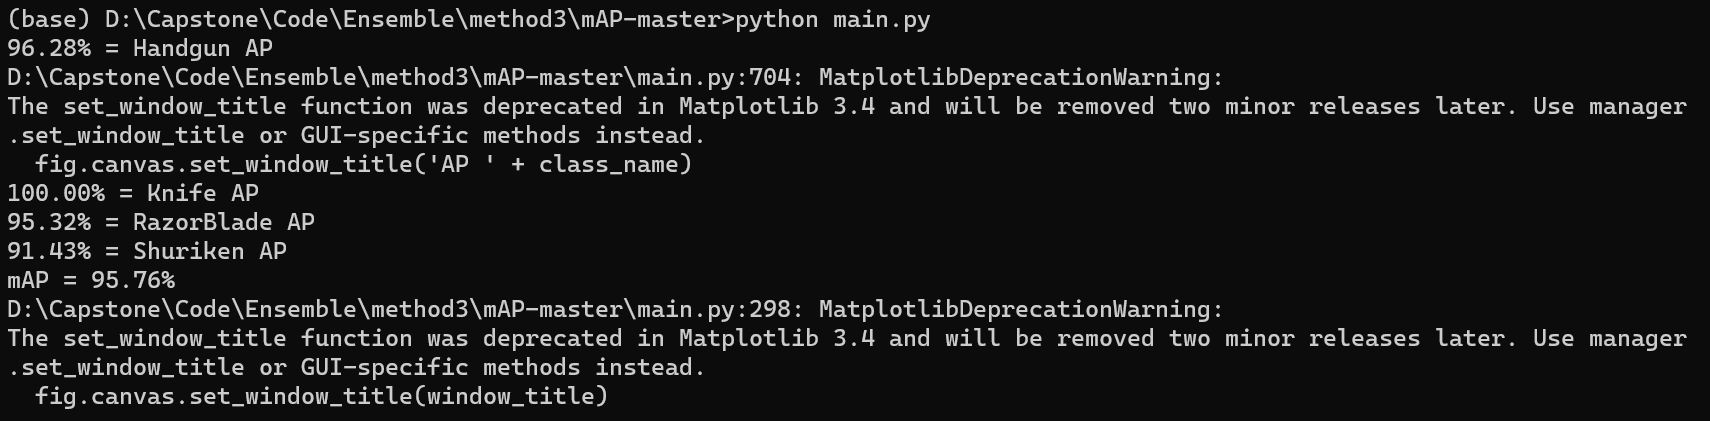 (base) D:\Capstone\Code\Ensemble\method3\mAP-master>python main.py
96.28% = Handgun AP
D:\Capstone\Code\Ensemble\method3\mAP-master\main.py:704: MatplotlibDeprecationWarning:
The set_window_title function was deprecated in Matplotlib 3.4 and will be removed two minor releases later. Use manager
.set_window_title or GUI-specific methods instead.
  fig.canvas.set_window_title('AP ' + class_name)
100.00% = Knife AP
95.32% = RazorBlade AP
91.43% = Shuriken AP
mAP = 95.76%
D:\Capstone\Code\Ensemble\method3\mAP-master\main.py:298: MatplotlibDeprecationWarning:
The set_window_title function was deprecated in Matplotlib 3.4 and will be removed two minor releases later. Use manager
.set_window_title or GUI-specific methods instead.
  fig.canvas.set_window_title(window_title)